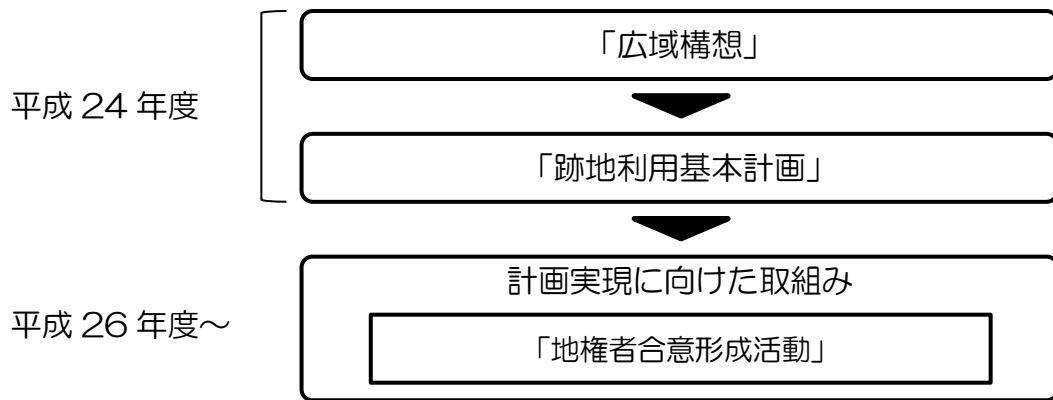 「広域構想」
平成 24 年度
「跡地利用基本計画」
計画実現に向けた取組み
平成 26 年度～
「地権者合意形成活動」